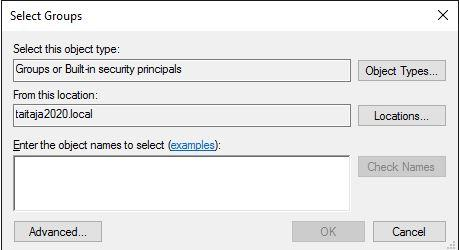 Select Groups
Select this object type:
Groups or Built-in security principals
Object Types...
From this location:
taitaja2020.local
Locations...
Enter the object names to select (examples):
Check Names
Advanced...
OK
Cancel